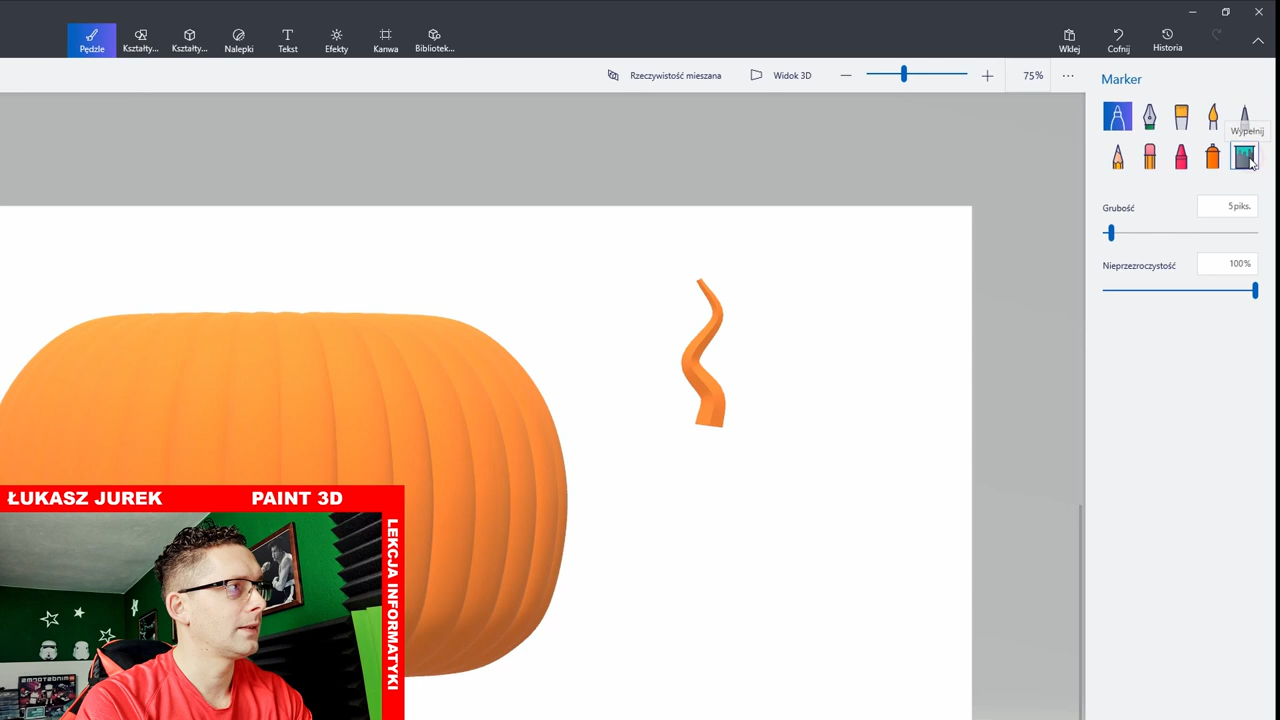 Pędzle
Kształty...
Kształty...
Nalepki
Tekst
Efekty
Kanwa
Bibliotek...
Wklej
Cofnij
Historia
Rzeczywistość mieszana
Widok 3D
75%
Marker
Wypełnij
Grubość
5piks.
Nieprzezroczystość
100%
ŁUKASZ JUREK
PAINT 3D
LEKCJA INFORMATYKI